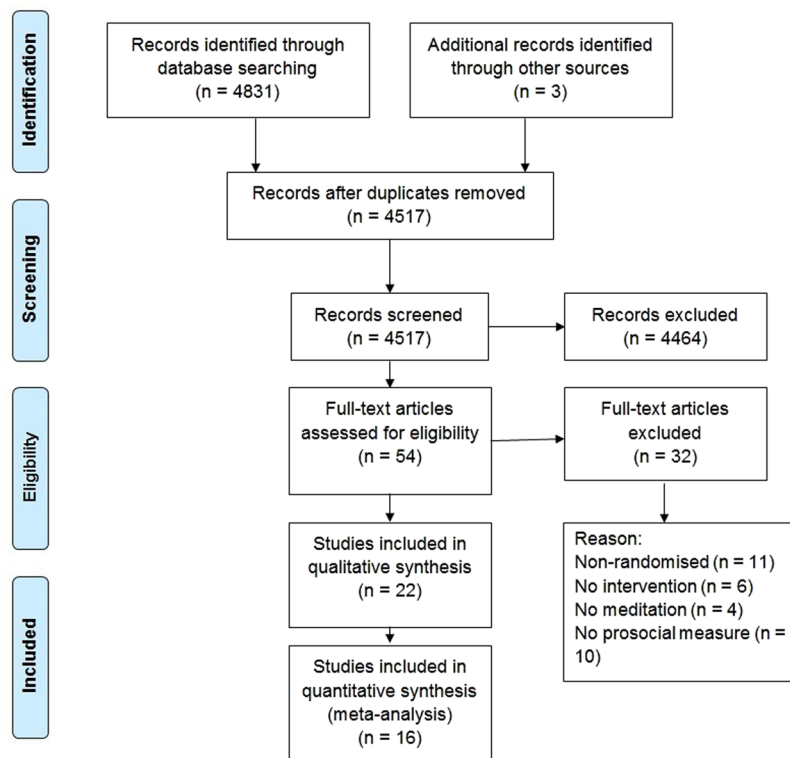 Identification
Records identified through
database searching
(n = 4831)
Additional records identified
through other sources
(n = 3)
Records after duplicates removed
(n = 4517)
Screening
Records screened
(n = 4517)
Records excluded
(n = 4464)
Eligibility
Full-text articles
assessed for eligibility
(n = 54)
Full-text articles
excluded
(n = 32)
Reason:
Non-randomised (n = 11)
No intervention (n = 6)
No meditation (n = 4)
No prosocial measure (n =
10)
Studies included in
qualitative synthesis
(n = 22)
Included
Studies included in
quantitative synthesis
(meta-analysis)
(n = 16)